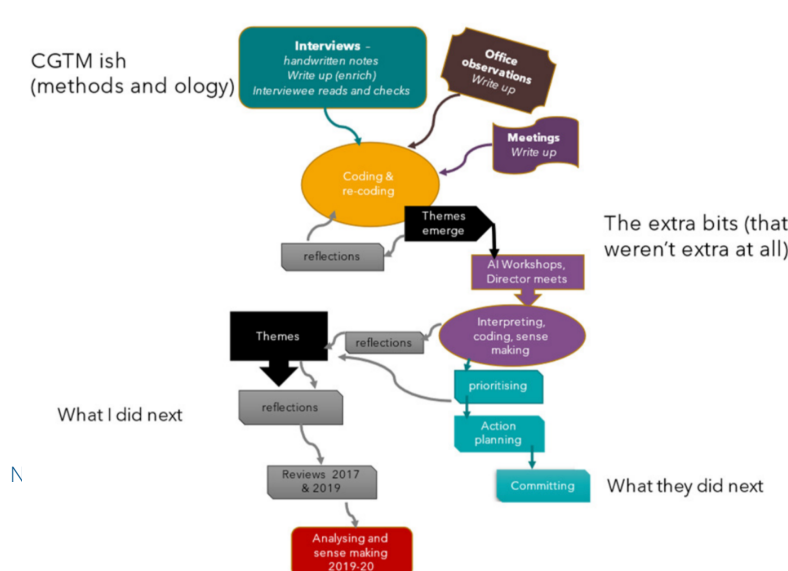 CGTM ish
(methods and ology)
Interviews –
handwritten notes
Write up (enrich)
Interviewee reads and checks
Office
observations
Write up
Meetings
Write up
Coding &
re-coding
Themes
emerge
reflections
The extra bits (that
weren't extra at all)
AI Workshops,
Director meets
Interpreting,
coding, sense
making
reflections
Themes
prioritising
reflections
What I did next
Action
planning
Reviews 2017
& 2019
Committing
What they did next
N
Analysing and
sense making
2019-20